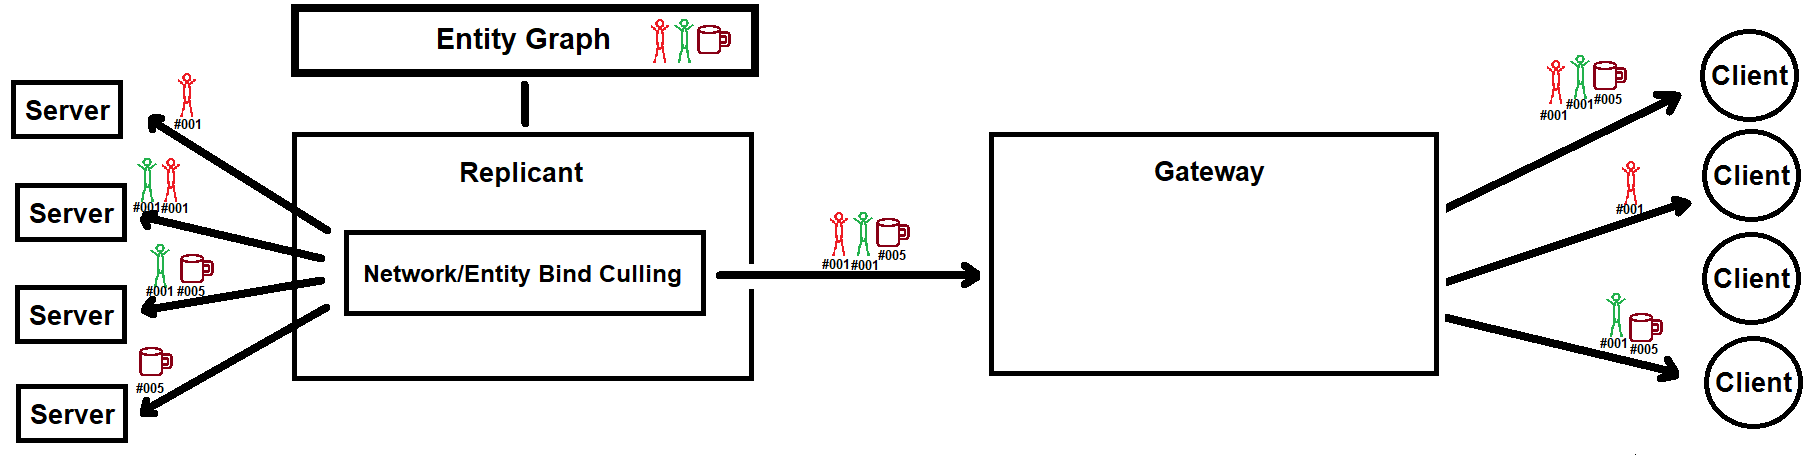 Entity Graph
Server
#001
Server
#001 #001
Server
#001 #005
Server
#005
Replicant
Network/Entity Bind Culling
#001 #001 #005
Gateway
#001 #001 #005
Client
#001
Client
Client
#001 #005
Client